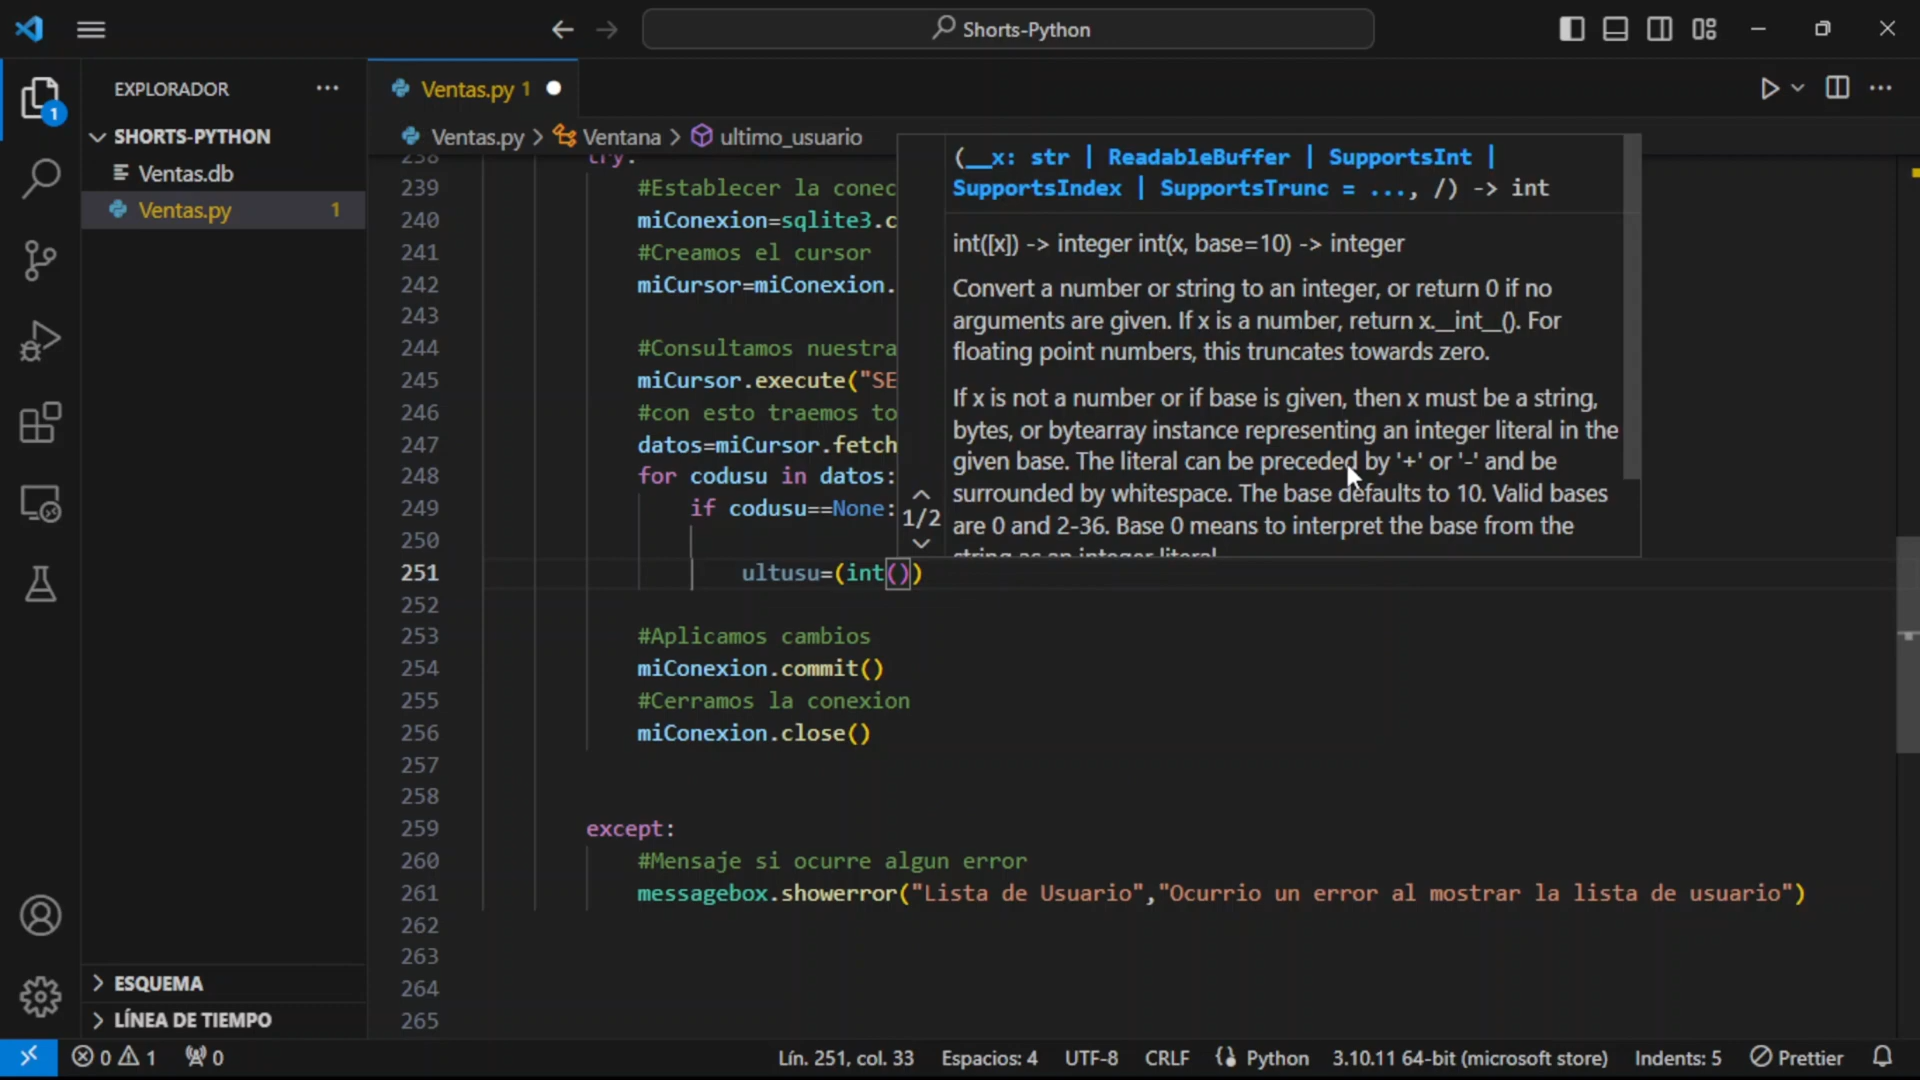 Shorts-Python
EXPLORADOR
SHORTS-PYTHON
Ventas.db
Ventas.py 1
ESQUEMA
LÍNEA DE TIEMPO
Ventas.py 1
Ventas.py > Ventana > ultimo_usuario
238 try:
239 #Establecer la conec
240 miConexion=sqlite3.c
241 #Creamos el cursor
242 miCursor=miConexion.
243
244 #Consultamos nuestra
245 miCursor.execute("SE
246 #con esto traemos to
247 datos=miCursor.fetch
248 for codusu in datos:
249 if codusu==None:
250
251 ultusu=(int())
252
253 #Aplicamos cambios
254 miConexion.commit()
255 #Cerramos la conexion
256 miConexion.close()
257
258
259 except:
260 #Mensaje si ocurre algun error
261 messagebox.showerror("Lista de Usuario","Ocurrio un error al mostrar la lista de usuario")
262
263
264
265
(__x: str | ReadableBuffer | SupportsInt |
SupportsIndex | SupportsTrunc = ..., /) -> int
int([x]) -> integer int(x, base=10) -> integer
Convert a number or string to an integer, or return 0 if no
arguments are given. If x is a number, return x.__int__(). For
floating point numbers, this truncates towards zero.
If x is not a number or if base is given, then x must be a string,
bytes, or bytearray instance representing an integer literal in the
given base. The literal can be preceded by '+' or '-' and be
surrounded by whitespace. The base defaults to 10. Valid bases
are 0 and 2-36. Base 0 means to interpret the base from the
string as an integer literal.
1/2
1
0 1 0
Lín. 251, col. 33 Espacios: 4 UTF-8 CRLF Python 3.10.11 64-bit (microsoft store) Indents: 5 Prettier